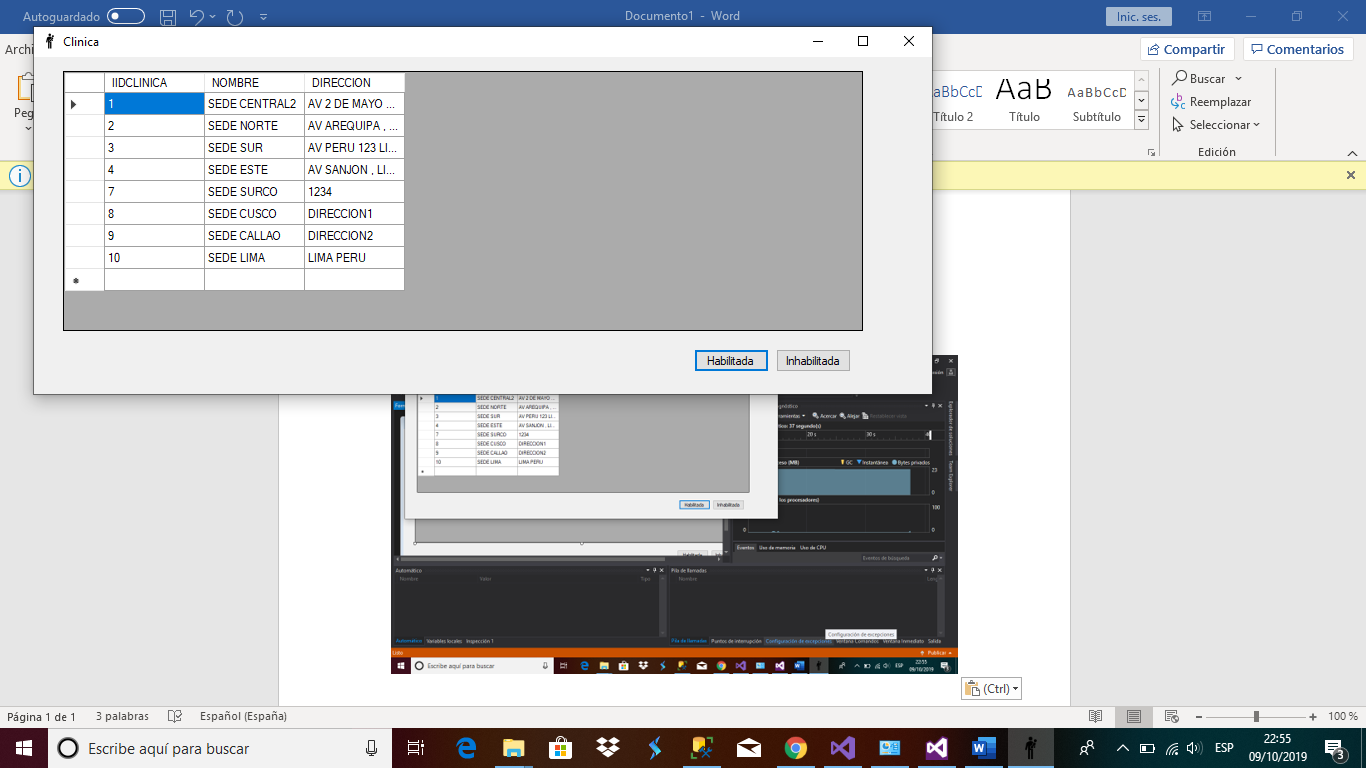 Autoguardado
Documento1 - Word
Inic. ses.
Archi
Compartir
Comentarios
Clinica
IIDCLINICA NOMBRE DIRECCION
1 SEDE CENTRAL2 AV 2 DE MAYO ...
2 SEDE NORTE AV AREQUIPA , ...
3 SEDE SUR AV PERU 123 LI...
4 SEDE ESTE AV SANJON , LI...
7 SEDE SURCO 1234
8 SEDE CUSCO DIRECCION1
9 SEDE CALLAO DIRECCION2
10 SEDE LIMA LIMA PERU
Habilitada Inhabilitada
Peg
aBbCcD AaB AaBbCcD
Título 2 Título Subtítulo
Buscar
Reemplazar
Seleccionar
Edición
1 SEDE CENTRAL2 AV 2 DE MAYO ...
2 SEDE NORTE AV AREQUIPA , ...
3 SEDE SUR AV PERU 123 LI...
4 SEDE ESTE AV SANJON , LI...
7 SEDE SURCO 1234
8 SEDE CUSCO DIRECCION1
9 SEDE CALLAO DIRECCION2
10 SEDE LIMA LIMA PERU
Habilitada Inhabilitada
Acercar Alejar
37 segundo(s)
20 s 30 s
(MB) GC Instantánea Bytes privados
23
0
los procesadores)
100
0 0
Eventos Uso de memoria Uso de CPU
Eventos de búsqueda
Explorador de soluciones Team Explorer
Automático
Nombre Valor Tipo
Pila de llamadas
Nombre Leng
Configuración de excepciones
Automático Variables locales Inspección 1
Pila de llamadas Puntos de interrupción Configuración de excepciones Ventana Comandos Ventana Inmediato Salida
Listo
Publicar
Escribe aquí para buscar
ESP
22:55
09/10/2019
(Ctrl)
Página 1 de 1 3 palabras Español (España)
100 %
Escribe aquí para buscar
ESP
22:55
09/10/2019
3